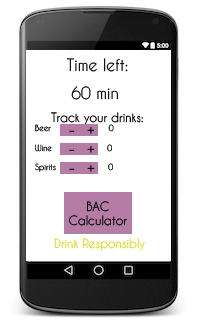 5:00
Time left:
60 min
Track your drinks:
Beer - + 0
Wine - + 0
Spirits - + 0
BAC
Calculator
Drink Responsibly